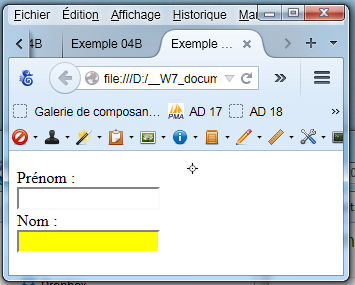 Fichier Édition Affichage Historique Mar
04B Exemple 04B Exemple ...
file:///D:/__W7_docum
Galerie de composan... PMA AD 17 AD 18
Prénom :
Nom :